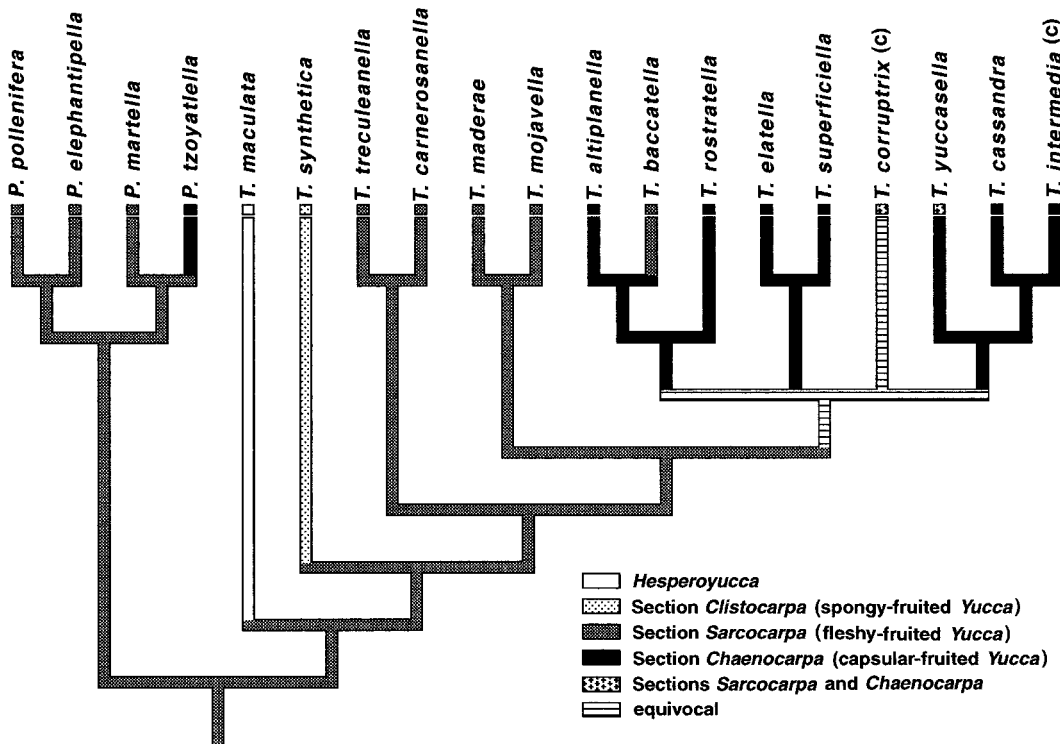 P. pollenifera
P. elephantipella
P. martella
P. tzoyatlella
T. maculata
T. synthetica
T. treculeanella
T. carnerosanella
T. maderae
T. mojavella
T. altiplanella
T. baccatella
T. rostratella
T. elatella
T. superficiella
T. corruptrix (c)
T. yuccasella
T. cassandra
T. intermedia (c)
Hesperoyucca
Section Clistocarpa (spongy-fruited Yucca)
Section Sarcocarpa (fleshy-fruited Yucca)
Section Chaenocarpa (capsular-fruited Yucca)
Sections Sarcocarpa and Chaenocarpa
equivocal